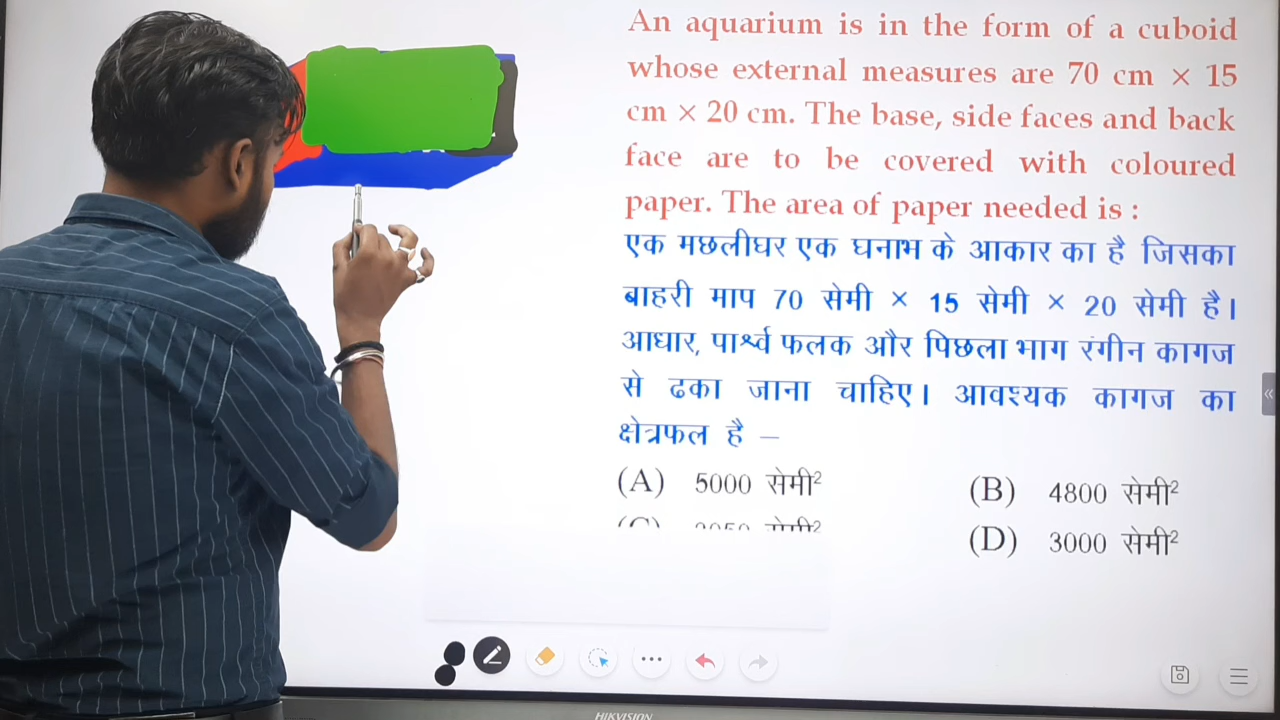 An aquarium is in the form of a cuboid
whose external measures are 70 cm × 15
cm × 20 cm. The base, side faces and back
face are to be covered with coloured
paper. The area of paper needed is :
एक मछलीघर एक घनाभ के आकार का है जिसका
बाहरी माप 70 सेमी × 15 सेमी × 20 सेमी है।
आधार, पार्श्व फलक और पिछला भाग रंगीन कागज
से ढका जाना चाहिए। आवश्यक कागज का
क्षेत्रफल है –
(A) 5000 सेमी²
(B) 4800 सेमी²
(D) 3000 सेमी²
HIKVISION